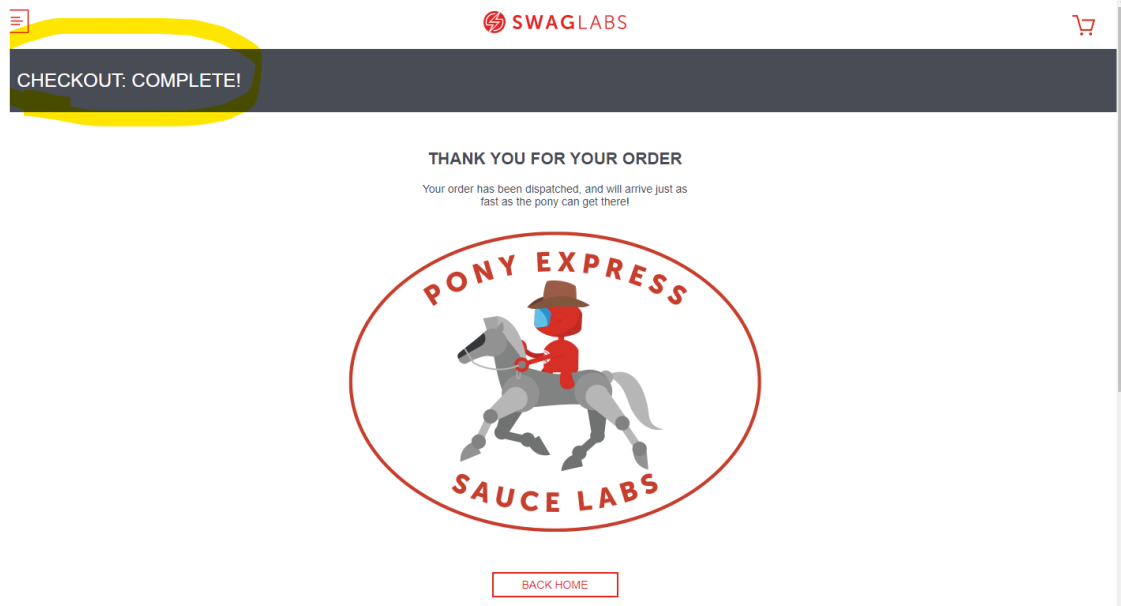 SWAGLABS
CHECKOUT: COMPLETE!
THANK YOU FOR YOUR ORDER
Your order has been dispatched, and will arrive just as
fast as the pony can get there!
PONY EXPRESS
SAUCE LABS
BACK HOME